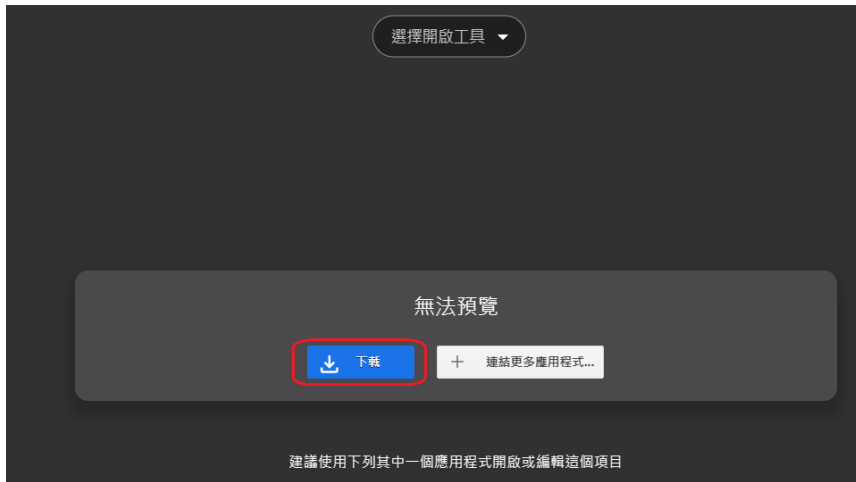 選擇開啟工具
無法預覽
下載
連結更多應用程式...
建議使用下列其中一個應用程式開啟或編輯這個項目